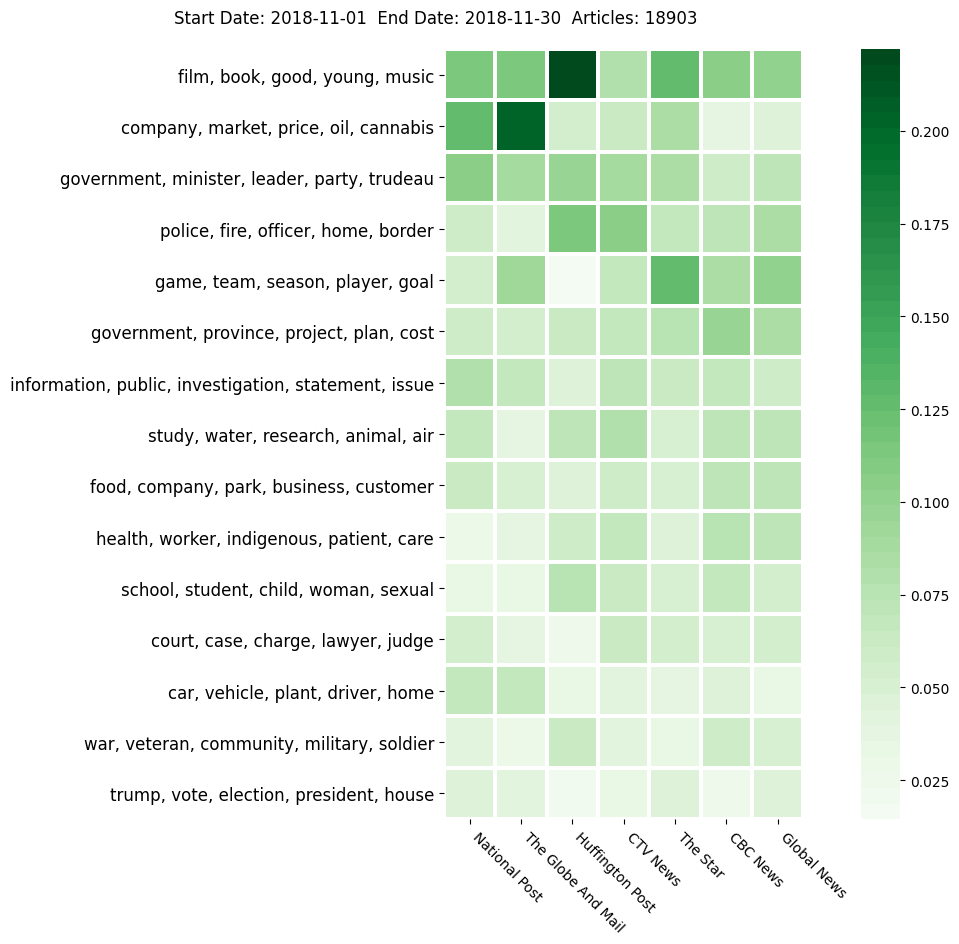 Start Date: 2018-11-01  End Date: 2018-11-30  Articles: 18903
film, book, good, young, music
company, market, price, oil, cannabis
government, minister, leader, party, trudeau
police, fire, officer, home, border
game, team, season, player, goal
government, province, project, plan, cost
information, public, investigation, statement, issue
study, water, research, animal, air
food, company, park, business, customer
health, worker, indigenous, patient, care
school, student, child, woman, sexual
court, case, charge, lawyer, judge
car, vehicle, plant, driver, home
war, veteran, community, military, soldier
trump, vote, election, president, house
National Post
The Globe And Mail
Huffington Post
CTV News
The Star
CBC News
Global News
0.200
0.175
0.150
0.125
0.100
0.075
0.050
0.025